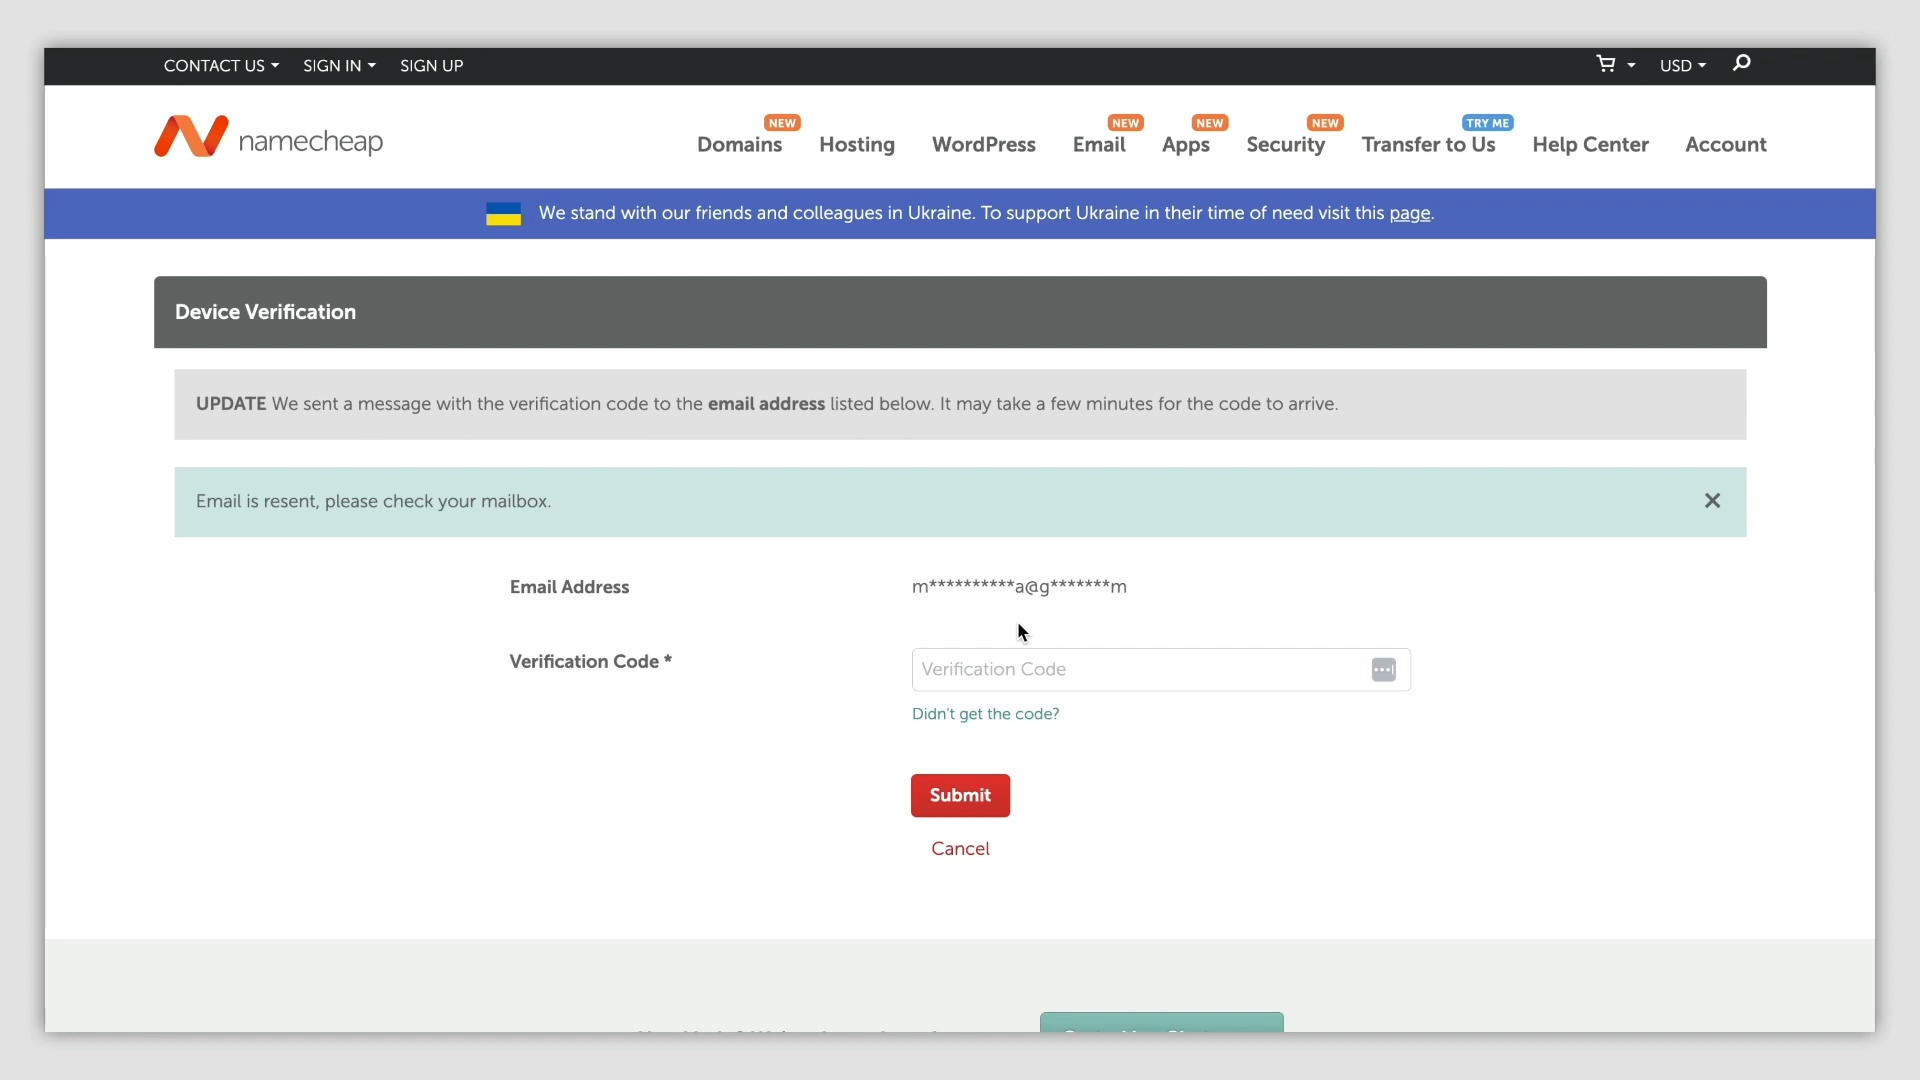 CONTACT US SIGN IN SIGN UP USD
namecheap
NEW NEW NEW NEW TRY ME
Domains Hosting WordPress Email Apps Security Transfer to Us Help Center Account
We stand with our friends and colleagues in Ukraine. To support Ukraine in their time of need visit this page.
Device Verification
UPDATE We sent a message with the verification code to the email address listed below. It may take a few minutes for the code to arrive.
Email is resent, please check your mailbox.
Email Address m**********a@g*******m
Verification Code * Verification Code
Didn't get the code?
Submit
Cancel